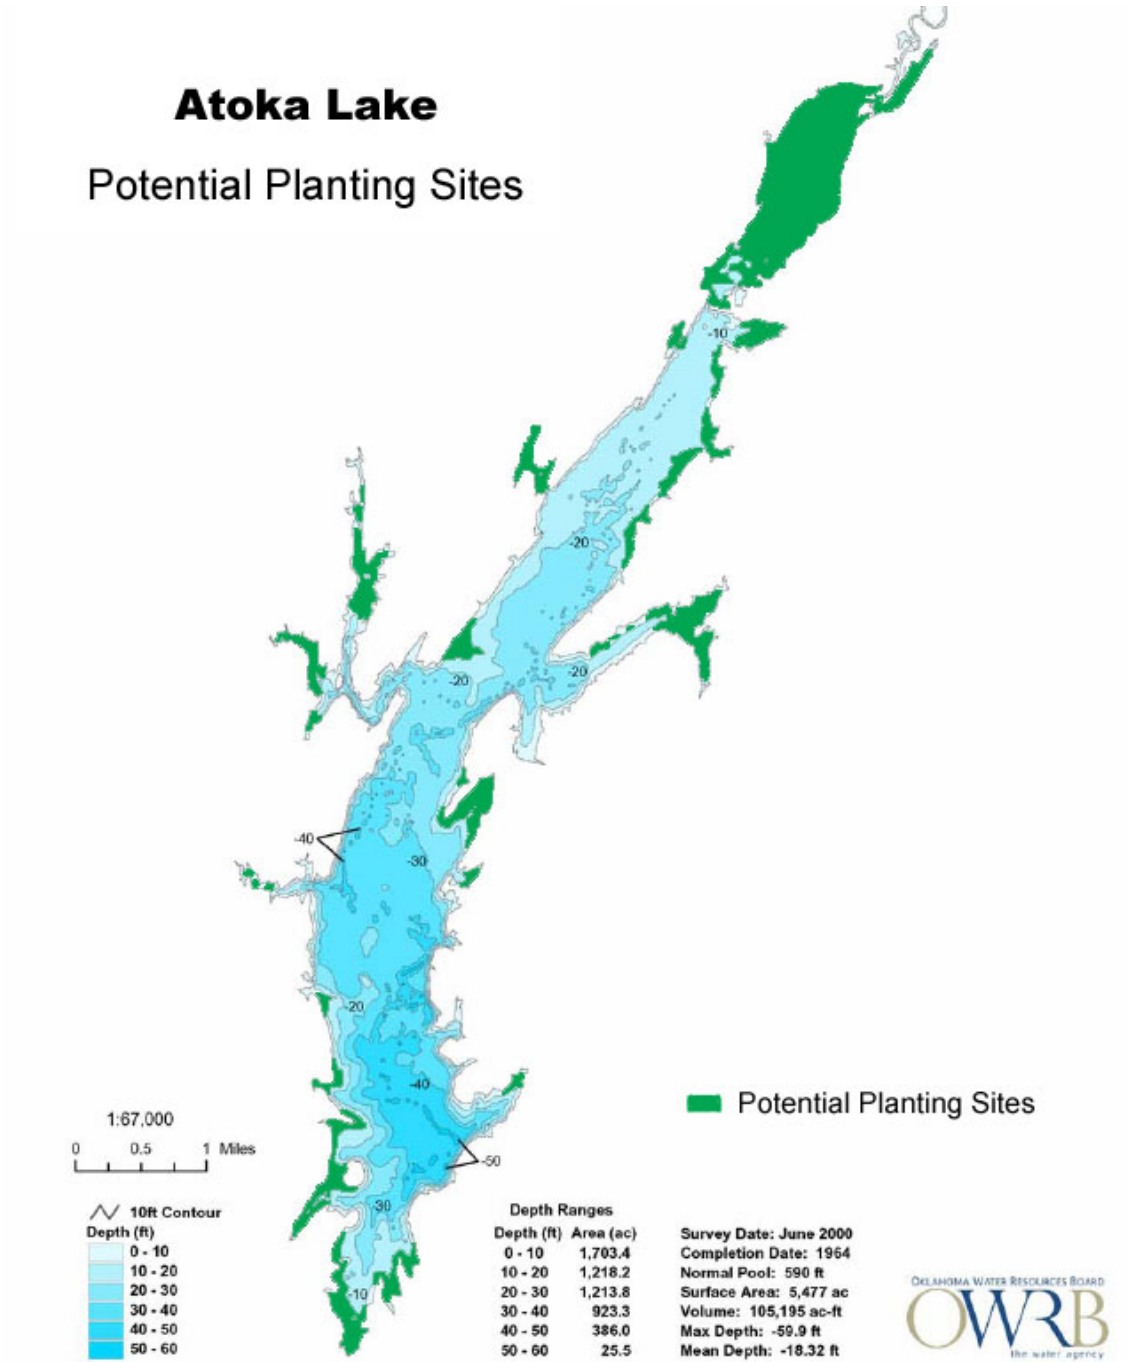 Atoka Lake
Potential Planting Sites
-10
-20
-20
-20
-40
-30
-20
-40
-50
-30
-10
Potential Planting Sites
1:67,000
0 0.5 1 Miles
10ft Contour
Depth (ft)
0 - 10
10 - 20
20 - 30
30 - 40
40 - 50
50 - 60
Depth Ranges
Depth (ft) Area (ac)
0 - 10 1,703.4
10 - 20 1,218.2
20 - 30 1,213.8
30 - 40 923.3
40 - 50 386.0
50 - 60 25.5
Survey Date: June 2000
Completion Date: 1964
Normal Pool: 590 ft
Surface Area: 5,477 ac
Volume: 105,195 ac-ft
Max Depth: -59.9 ft
Mean Depth: -18.32 ft
OKLAHOMA WATER RESOURCES BOARD
OWRB
the water agency